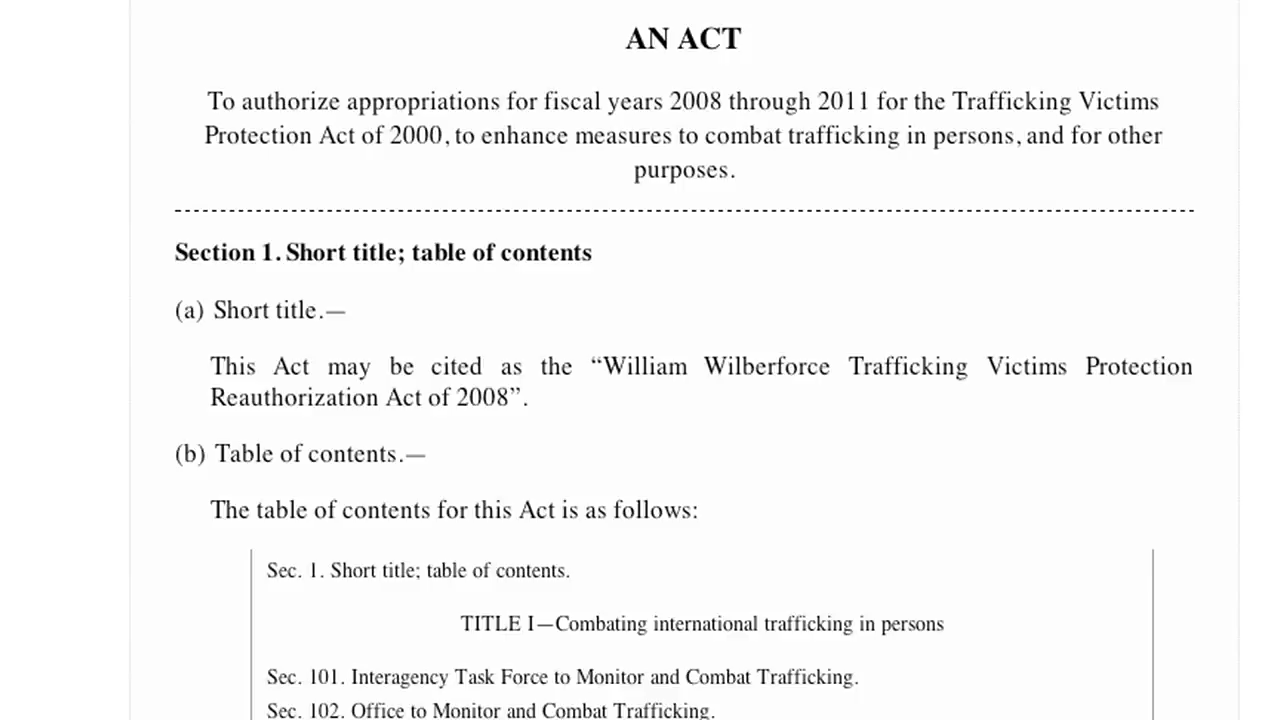 AN ACT
To authorize appropriations for fiscal years 2008 through 2011 for the Trafficking Victims
Protection Act of 2000, to enhance measures to combat trafficking in persons, and for other
purposes.
Section 1. Short title; table of contents
(a) Short title.—
This Act may be cited as the “William Wilberforce Trafficking Victims Protection
Reauthorization Act of 2008”.
(b) Table of contents.—
The table of contents for this Act is as follows:
Sec. 1. Short title; table of contents.
TITLE I—Combating international trafficking in persons
Sec. 101. Interagency Task Force to Monitor and Combat Trafficking.
Sec. 102. Office to Monitor and Combat Trafficking.